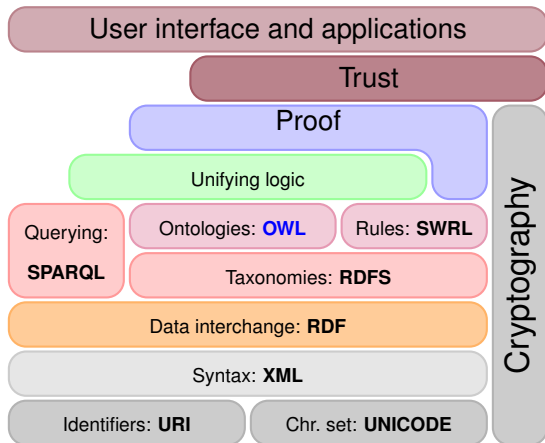 User interface and applications
Trust
Proof
Unifying logic
Querying:
SPARQL
Ontologies: OWL
Rules: SWRL
Taxonomies: RDFS
Data interchange: RDF
Syntax: XML
Identifiers: URI
Chr. set: UNICODE
Cryptography